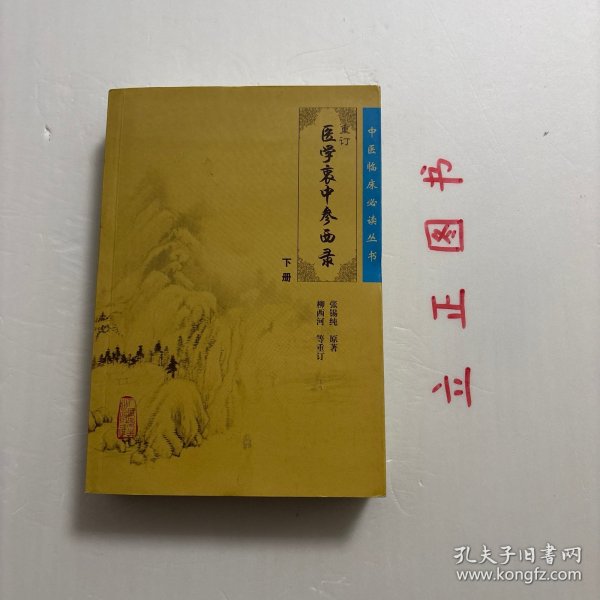 中医临床必读丛书
重订
医学衷中参西录
下册
张锡纯 原著
柳西河 等重订
书图正立
孔夫子旧书网
www.kongfz.com